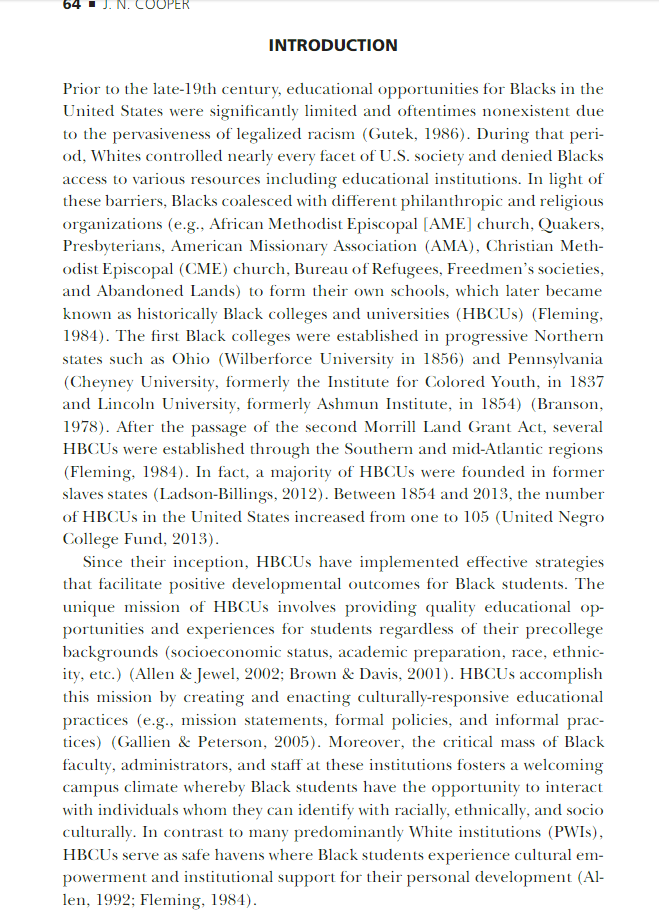 64 ■ J. N. COOPER
INTRODUCTION
Prior to the late-19th century, educational opportunities for Blacks in the
United States were significantly limited and oftentimes nonexistent due
to the pervasiveness of legalized racism (Gutek, 1986). During that peri-
od, Whites controlled nearly every facet of U.S. society and denied Blacks
access to various resources including educational institutions. In light of
these barriers, Blacks coalesced with different philanthropic and religious
organizations (e.g., African Methodist Episcopal [AME] church, Quakers,
Presbyterians, American Missionary Association (AMA), Christian Meth-
odist Episcopal (CME) church, Bureau of Refugees, Freedmen's societies,
and Abandoned Lands) to form their own schools, which later became
known as historically Black colleges and universities (HBCUs) (Fleming,
1984). The first Black colleges were established in progressive Northern
states such as Ohio (Wilberforce University in 1856) and Pennsylvania
(Cheyney University, formerly the Institute for Colored Youth, in 1837
and Lincoln University, formerly Ashmun Institute, in 1854) (Branson,
1978). After the passage of the second Morrill Land Grant Act, several
HBCUs were established through the Southern and mid-Atlantic regions
(Fleming, 1984). In fact, a majority of HBCUs were founded in former
slaves states (Ladson-Billings, 2012). Between 1854 and 2013, the number
of HBCUs in the United States increased from one to 105 (United Negro
College Fund, 2013).
Since their inception, HBCUs have implemented effective strategies
that facilitate positive developmental outcomes for Black students. The
unique mission of HBCUs involves providing quality educational op-
portunities and experiences for students regardless of their precollege
backgrounds (socioeconomic status, academic preparation, race, ethnic-
ity, etc.) (Allen & Jewel, 2002; Brown & Davis, 2001). HBCUs accomplish
this mission by creating and enacting culturally-responsive educational
practices (e.g., mission statements, formal policies, and informal prac-
tices) (Gallien & Peterson, 2005). Moreover, the critical mass of Black
faculty, administrators, and staff at these institutions fosters a welcoming
campus climate whereby Black students have the opportunity to interact
with individuals whom they can identify with racially, ethnically, and socio
culturally. In contrast to many predominantly White institutions (PWIs),
HBCUs serve as safe havens where Black students experience cultural em-
powerment and institutional support for their personal development (Al-
len, 1992; Fleming, 1984).